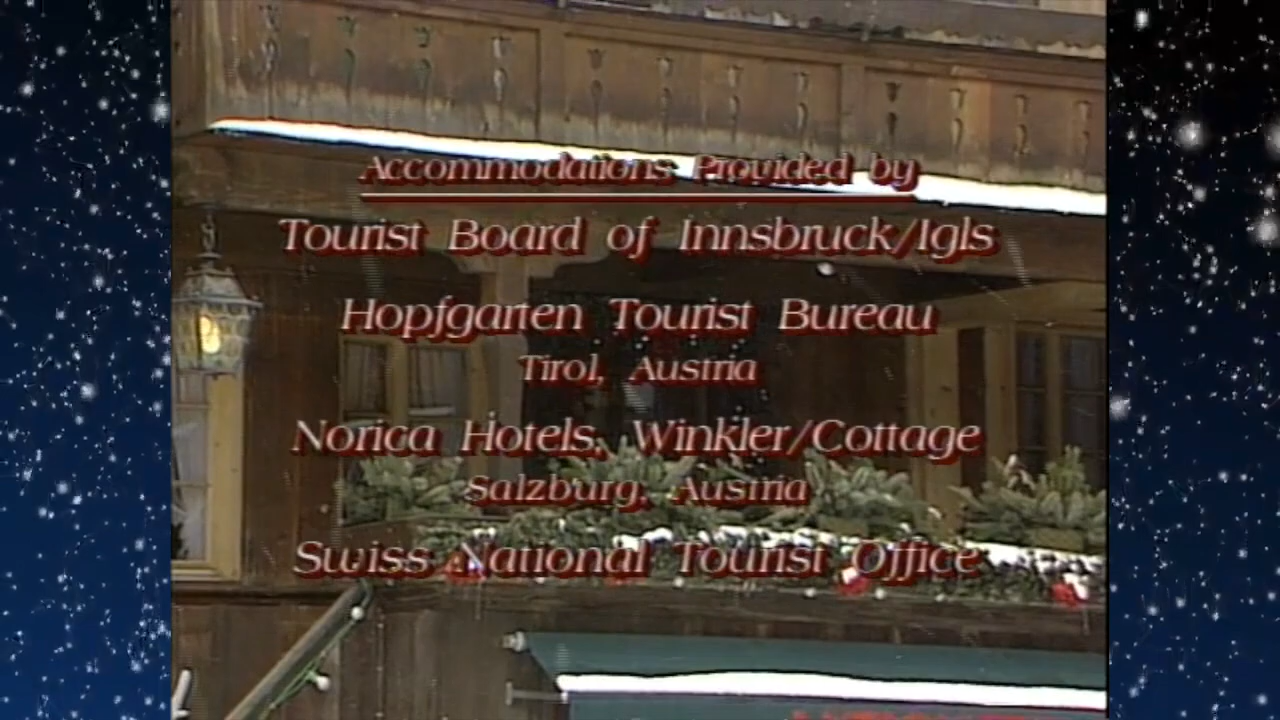 Accommodations Provided by
Tourist Board of Innsbruck/Igls
Hopfgarten Tourist Bureau
Tirol, Austria
Norica Hotels, Winkler/Cottage
Salzburg, Austria
Swiss National Tourist Office